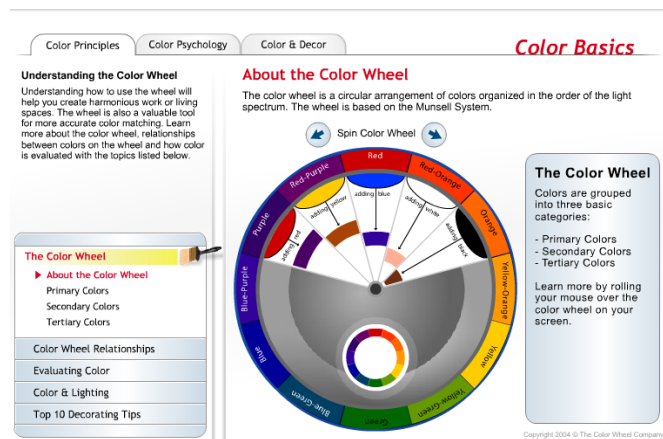 Color Principles
Color Psychology
Color & Decor
Color Basics
Understanding the Color Wheel
Understanding how to use the wheel will
help you create harmonious work or living
spaces. The wheel is also a valuable tool
for more accurate color matching. Learn
more about the color wheel, relationships
between colors on the wheel and how color
is evaluated with the topics listed below.
The Color Wheel
About the Color Wheel
Primary Colors
Secondary Colors
Tertiary Colors
Color Wheel Relationships
Evaluating Color
Color & Lighting
Top 10 Decorating Tips
About the Color Wheel
The color wheel is a circular arrangement of colors organized in the order of the light
spectrum. The wheel is based on the Munsell System.
Spin Color Wheel
Red
Red-Orange
Orange
Yellow-Orange
Yellow
Yellow-Green
Green
Blue-Green
Blue
Blue-Purple
Purple
Red-Purple
adding red
adding yellow
adding blue
adding white
adding black
The Color Wheel
Colors are grouped
into three basic
categories:
- Primary Colors
- Secondary Colors
- Tertiary Colors
Learn more by rolling
your mouse over the
color wheel on your
screen.
Copyright 2004 © The Color Wheel Company